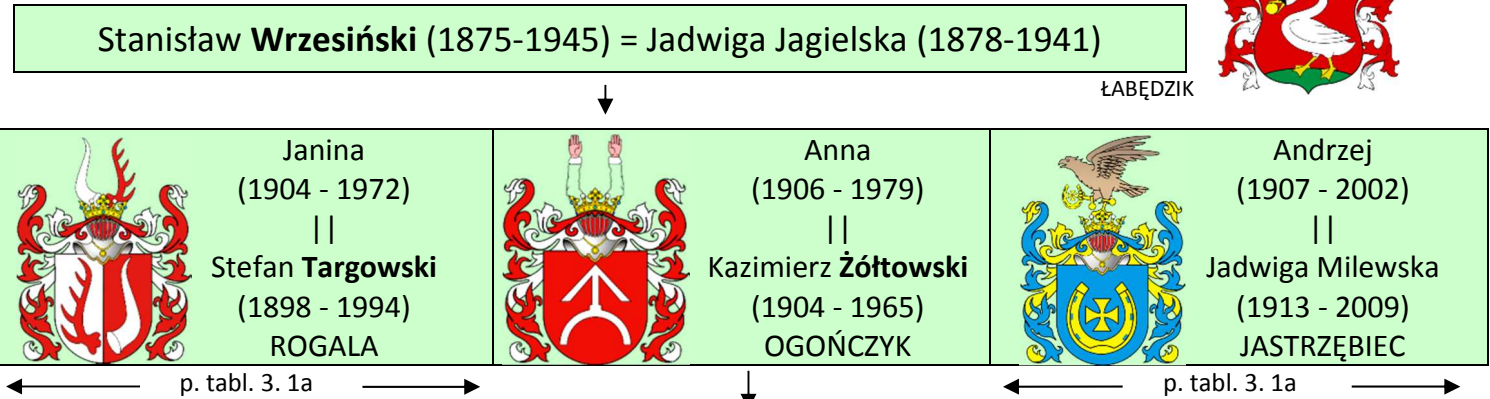 Stanisław Wrzesiński (1875-1945) = Jadwiga Jagielska (1878-1941)
ŁABĘDZIK
Janina
(1904 - 1972)
||
Stefan Targowski
(1898 - 1994)
ROGALA
Anna
(1906 - 1979)
||
Kazimierz Żółtowski
(1904 - 1965)
OGOŃCZYK
Andrzej
(1907 - 2002)
||
Jadwiga Milewska
(1913 - 2009)
JASTRZĘBIEC
p. tabl. 3. 1a
p. tabl. 3. 1a